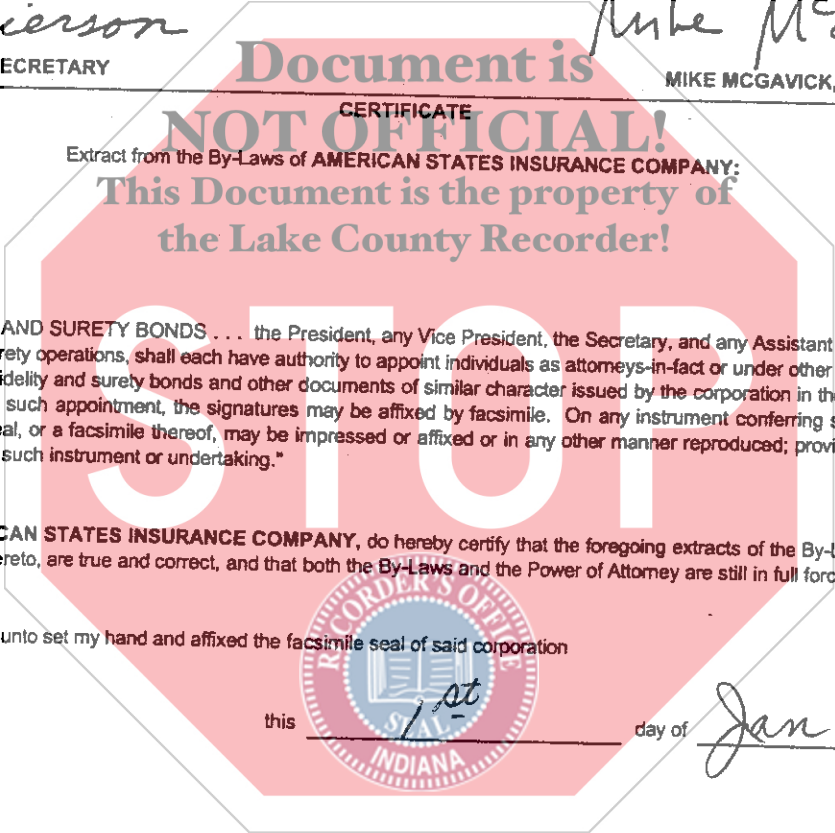 ierson Mike Mc
ECRETARY
MIKE MCGAVICK,
Document is
NOT OFFICIAL!
This Document is the property of
the Lake County Recorder!
CERTIFICATE
Extract from the By-Laws of AMERICAN STATES INSURANCE COMPANY:
STOP
AND SURETY BONDS . . . the President, any Vice President, the Secretary, and any Assistant
rety operations, shall each have authority to appoint individuals as attorneys-in-fact or under other
idelity and surety bonds and other documents of similar character issued by the corporation in th
such appointment, the signatures may be affixed by facsimile. On any instrument conferring s
eal, or a facsimile thereof, may be impressed or affixed or in any other manner reproduced; provi
such instrument or undertaking."
CAN STATES INSURANCE COMPANY, do hereby certify that the foregoing extracts of the By-L
ereto, are true and correct, and that both the By-Laws and the Power of Attorney are still in full forc
unto set my hand and affixed the facsimile seal of said corporation
RECORDER'S OFFICE
SEAL
INDIANA
this 1st day of Jan